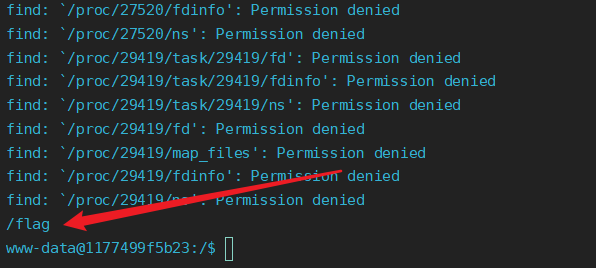 find: `/proc/27520/fdinfo': Permission denied
find: `/proc/27520/ns': Permission denied
find: `/proc/29419/task/29419/fd': Permission denied
find: `/proc/29419/task/29419/fdinfo': Permission denied
find: `/proc/29419/task/29419/ns': Permission denied
find: `/proc/29419/fd': Permission denied
find: `/proc/29419/map_files': Permission denied
find: `/proc/29419/fdinfo': Permission denied
find: `/proc/29419/ns': Permission denied
/flag
www-data@1177499f5b23:/$